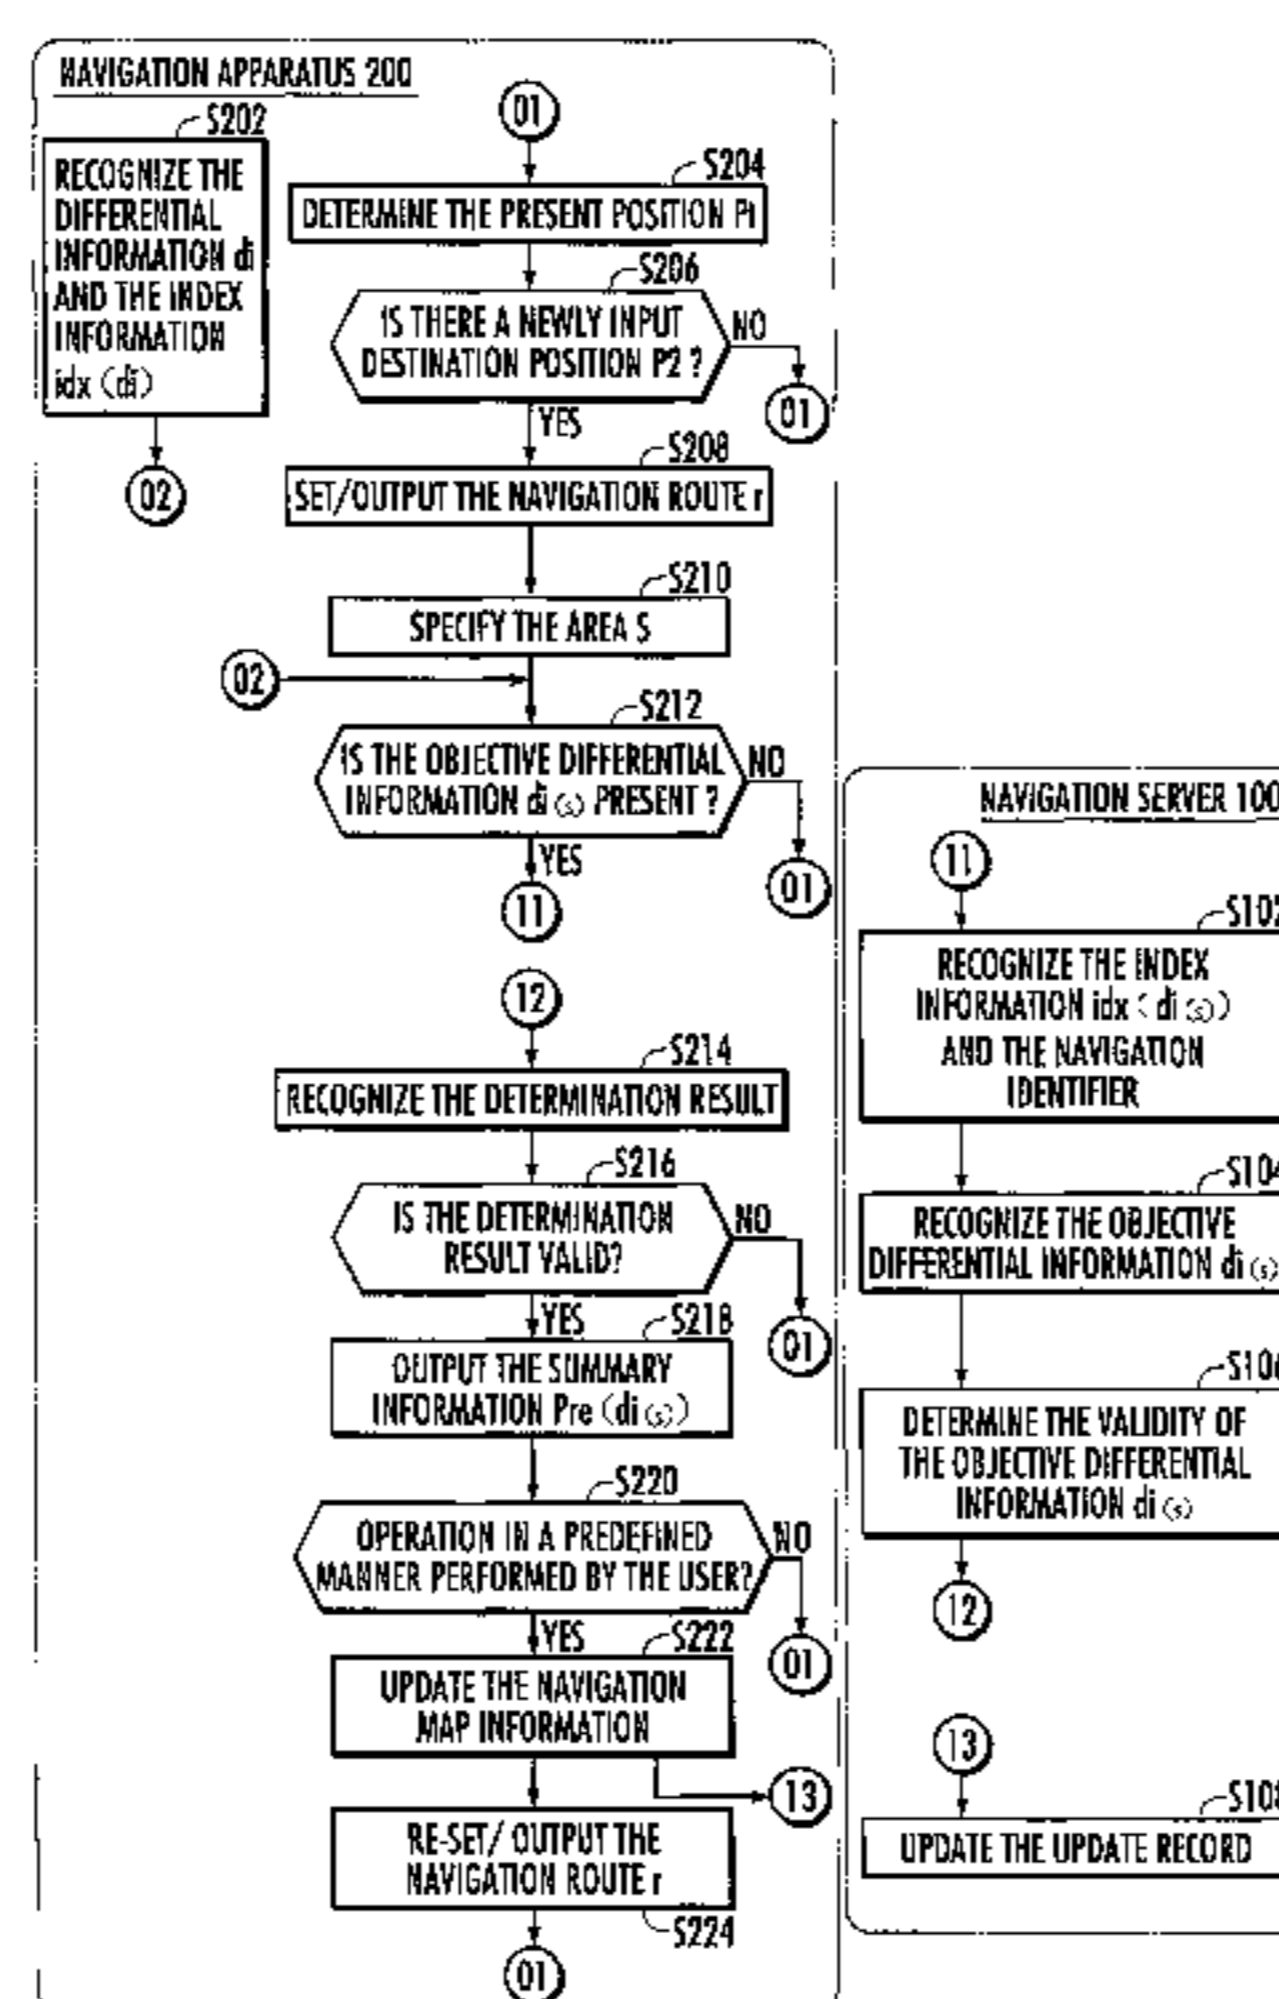 NAVIGATION APPARATUS 200
S202
RECOGNIZE THE
DIFFERENTIAL
INFORMATION di
AND THE INDEX
INFORMATION
idx (di)
02
01
S204
DETERMINE THE PRESENT POSITION P1
S206
IS THERE A NEWLY INPUT
DESTINATION POSITION P2 ?
NO
01
YES
S208
SET/OUTPUT THE NAVIGATION ROUTE r
S210
SPECIFY THE AREA S
02
S212
IS THE OBJECTIVE DIFFERENTIAL
INFORMATION di (s) PRESENT ?
NO
01
YES
11
12
S214
RECOGNIZE THE DETERMINATION RESULT
S216
IS THE DETERMINATION
RESULT VALID?
NO
01
YES
S218
OUTPUT THE SUMMARY
INFORMATION Pre (di (s))
S220
OPERATION IN A PREDEFINED
MANNER PERFORMED BY THE USER?
NO
01
YES
S222
UPDATE THE NAVIGATION
MAP INFORMATION
13
RE-SET/ OUTPUT THE
NAVIGATION ROUTE r
S224
01
NAVIGATION SERVER 100
11
S102
RECOGNIZE THE INDEX
INFORMATION idx (di (s))
AND THE NAVIGATION
IDENTIFIER
S104
RECOGNIZE THE OBJECTIVE
DIFFERENTIAL INFORMATION di (s)
S106
DETERMINE THE VALIDITY OF
THE OBJECTIVE DIFFERENTIAL
INFORMATION di (s)
12
13
S108
UPDATE THE UPDATE RECORD